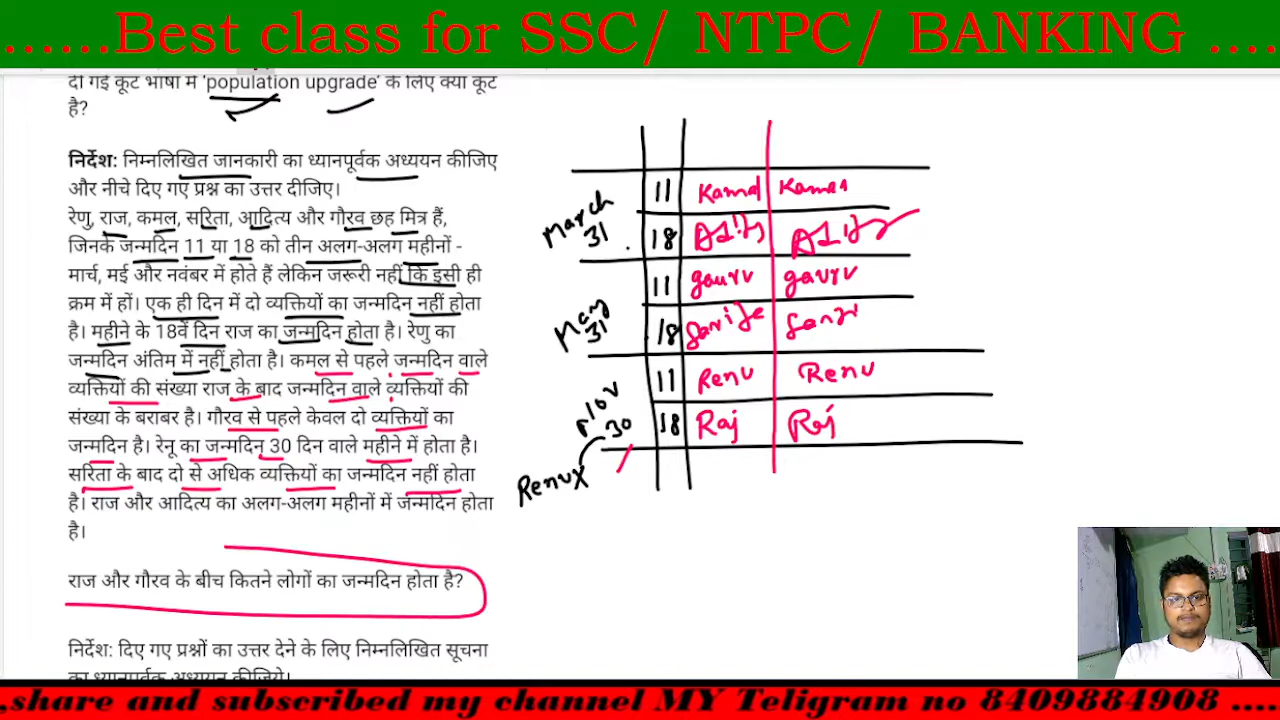 ......Best class for SSC/ NTPC/ BANKING ....
दी गई कूट भाषा में 'population upgrade' के लिए क्या कूट
है?
निर्देश: निम्नलिखित जानकारी का ध्यानपूर्वक अध्ययन कीजिए
और नीचे दिए गए प्रश्न का उत्तर दीजिए।
रेणु, राज, कमल, सरिता, आदित्य और गौरव छह मित्र हैं,
जिनके जन्मदिन 11 या 18 को तीन अलग-अलग महीनों -
मार्च, मई और नवंबर में होते हैं लेकिन जरूरी नहीं कि इसी ही
क्रम में हों। एक ही दिन में दो व्यक्तियों का जन्मदिन नहीं होता
है। महीने के 18वें दिन राज का जन्मदिन होता है। रेणु का
जन्मदिन अंतिम में नहीं होता है। कमल से पहले जन्मदिन वाले
व्यक्तियों की संख्या राज के बाद जन्मदिन वाले व्यक्तियों की
संख्या के बराबर है। गौरव से पहले केवल दो व्यक्तियों का
जन्मदिन है। रेनू का जन्मदिन 30 दिन वाले महीने में होता है।
सरिता के बाद दो से अधिक व्यक्तियों का जन्मदिन नहीं होता
है। राज और आदित्य का अलग-अलग महीनों में जन्मदिन होता
है।
राज और गौरव के बीच कितने लोगों का जन्मदिन होता है?
निर्देश: दिए गए प्रश्नों का उत्तर देने के लिए निम्नलिखित सूचना
का ध्यानपूर्वक अध्ययन कीजिये।
March 31
11 Kamal Kamal
18
May 31
11 gaurv gaurv
18
Nov 30
11 Renu Renu
18 Raj Raj
Renu x
,share and subscribed my channel MY Teligram no 8409884908 ....